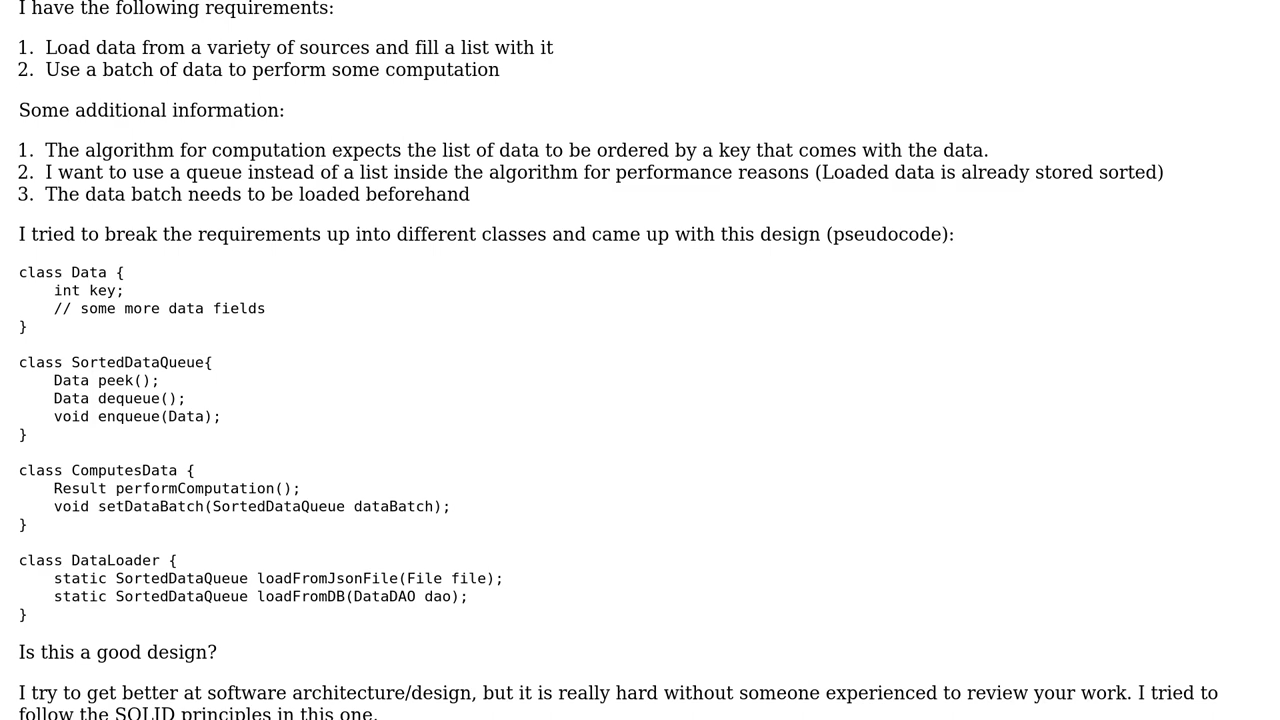 I have the following requirements:
1. Load data from a variety of sources and fill a list with it
2. Use a batch of data to perform some computation
Some additional information:
1. The algorithm for computation expects the list of data to be ordered by a key that comes with the data.
2. I want to use a queue instead of a list inside the algorithm for performance reasons (Loaded data is already stored sorted)
3. The data batch needs to be loaded beforehand
I tried to break the requirements up into different classes and came up with this design (pseudocode):
class Data {
    int key;
    // some more data fields
}
class SortedDataQueue{
    Data peek();
    Data dequeue();
    void enqueue(Data);
}
class ComputesData {
    Result performComputation();
    void setDataBatch(SortedDataQueue dataBatch);
}
class DataLoader {
    static SortedDataQueue loadFromJsonFile(File file);
    static SortedDataQueue loadFromDB(DataDAO dao);
}
Is this a good design?
I try to get better at software architecture/design, but it is really hard without someone experienced to review your work. I tried to
follow the SOLID principles in this one.